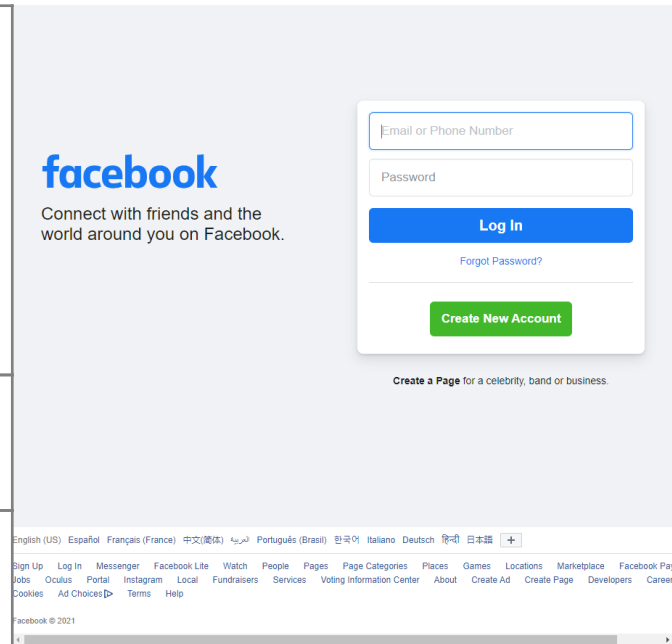 facebook
Connect with friends and the
world around you on Facebook.
Email or Phone Number
Password
Log In
Forgot Password?
Create New Account
Create a Page for a celebrity, band or business.
English (US) Español Français (France) 中文(简体) العربية Português (Brasil) 한국어 Italiano Deutsch हिन्दी 日本語 +
Sign Up Log In Messenger Facebook Lite Watch People Pages Page Categories Places Games Locations Marketplace Facebook Pay
Jobs Oculus Portal Instagram Local Fundraisers Services Voting Information Center About Create Ad Create Page Developers Career
Cookies Ad Choices Terms Help
Facebook © 2021